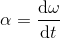 α = dω/dt